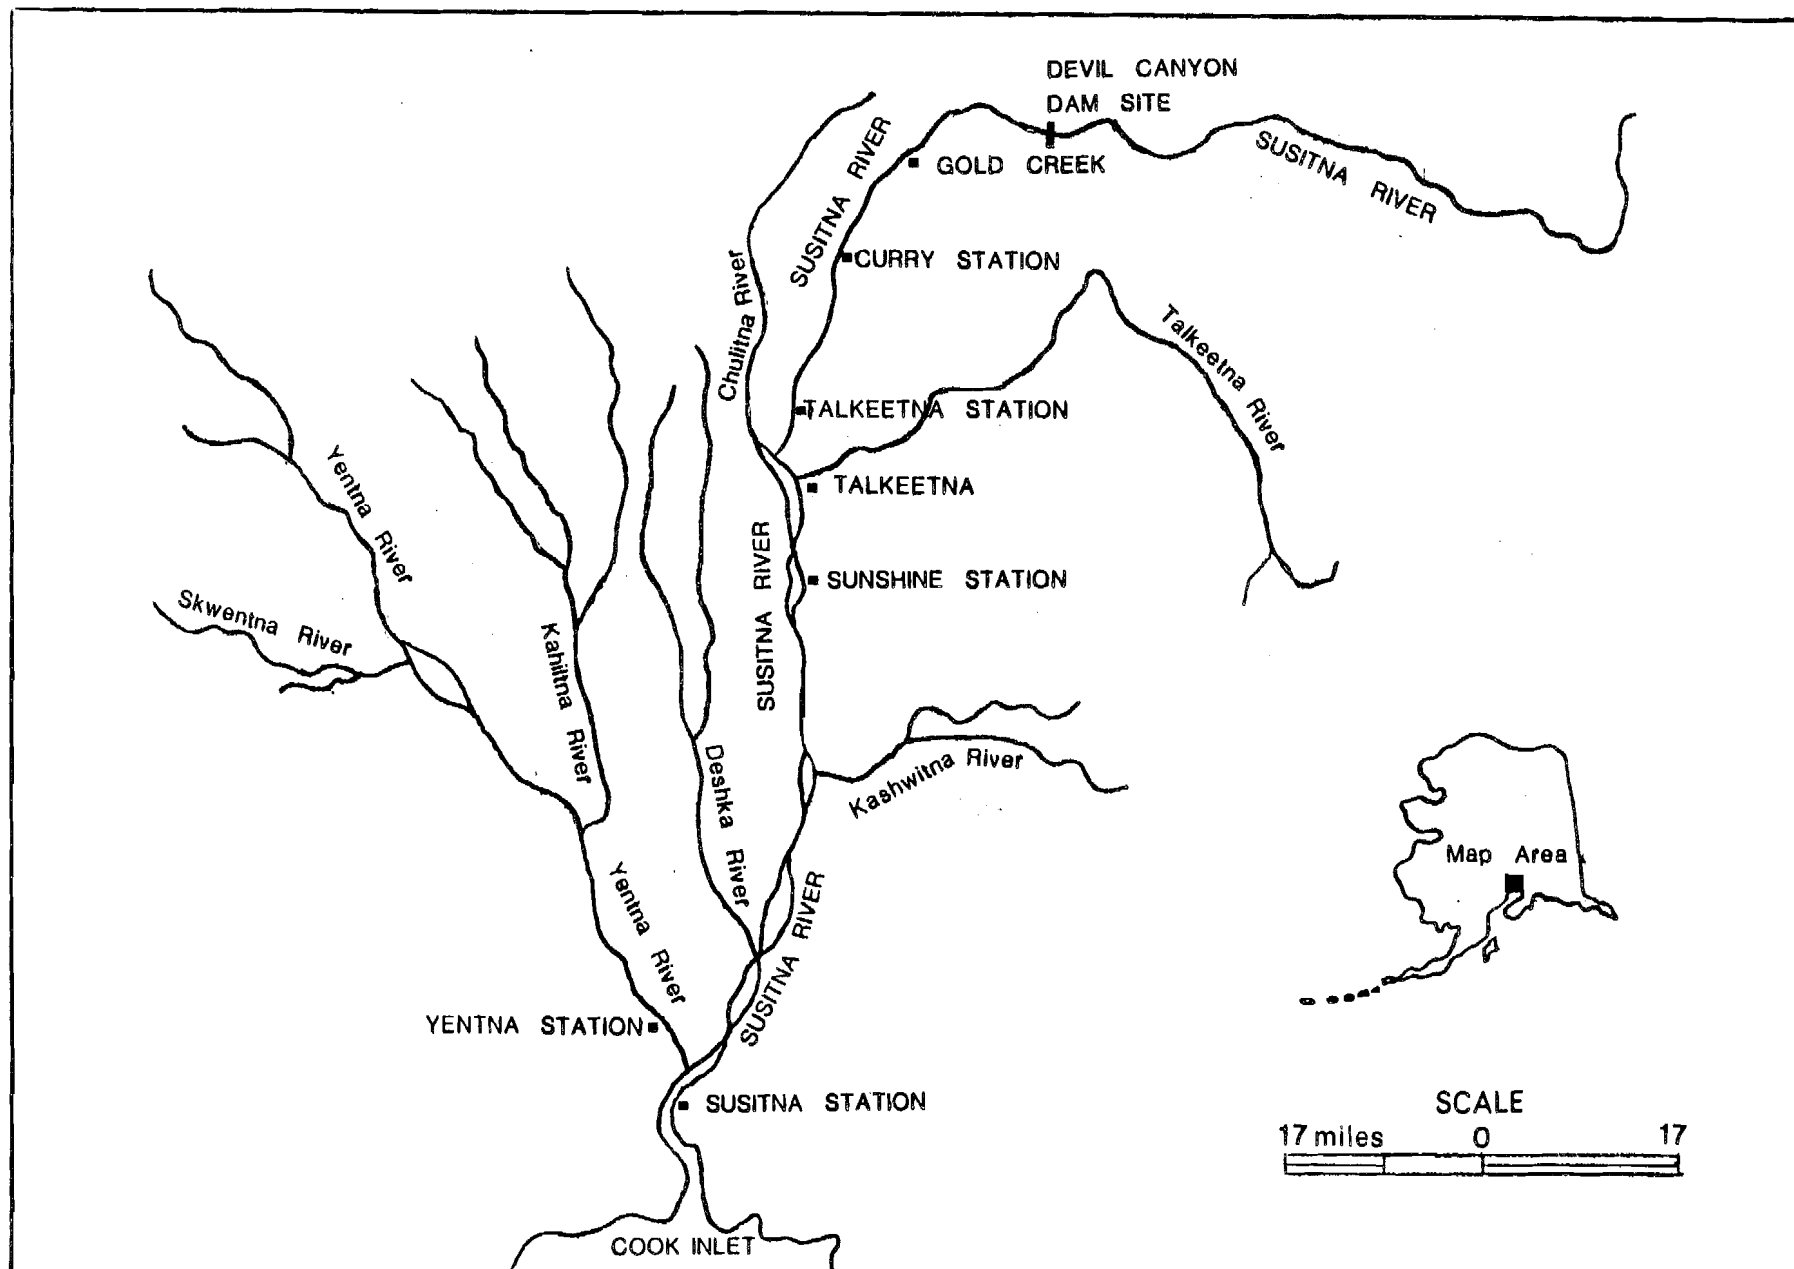 DEVIL CANYON
DAM SITE
SUSITNA RIVER
SUSITNA RIVER
GOLD CREEK
CURRY STATION
Chulitna River
Talkeetna River
TALKEETNA STATION
TALKEETNA
Yentna River
SUSITNA RIVER
SUNSHINE STATION
Skwentna River
Kahiltna River
Deshka River
Kashwitna River
Map Area
Yentna River
SUSITNA RIVER
YENTNA STATION
SUSITNA STATION
SCALE
17 miles 0 17
COOK INLET